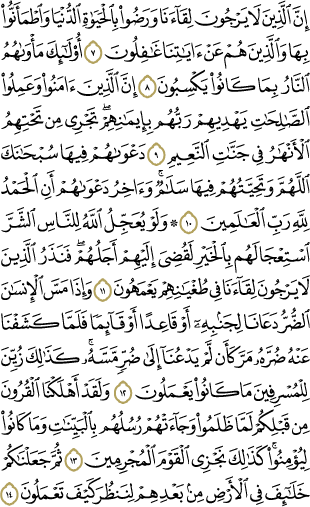 إِنَّ ٱلَّذِينَ لَا يَرْجُونَ لِقَآءَنَا وَرَضُوا۟ بِٱلْحَيَوٰةِ ٱلدُّنْيَا وَٱطْمَأَنُّوا۟
بِهَا وَٱلَّذِينَ هُمْ عَنْ ءَايَٰتِنَا غَٰفِلُونَ ٧ أُو۟لَٰٓئِكَ مَأْوَىٰهُمُ
ٱلنَّارُ بِمَا كَانُوا۟ يَكْسِبُونَ ٨ إِنَّ ٱلَّذِينَ ءَامَنُوا۟ وَعَمِلُوا۟
ٱلصَّٰلِحَٰتِ يَهْدِيهِمْ رَبُّهُم بِإِيمَٰنِهِمْ ۖ تَجْرِى مِن تَحْتِهِمُ
ٱلْأَنْهَٰرُ فِى جَنَّٰتِ ٱلنَّعِيمِ ٩ دَعْوَىٰهُمْ فِيهَا سُبْحَٰنَكَ
ٱللَّهُمَّ وَتَحِيَّتُهُمْ فِيهَا سَلَٰمٌ ۚ وَءَاخِرُ دَعْوَىٰهُمْ أَنِ ٱلْحَمْدُ
لِلَّهِ رَبِّ ٱلْعَٰلَمِينَ ١٠ ۞ وَلَوْ يُعَجِّلُ ٱللَّهُ لِلنَّاسِ ٱلشَّرَّ
ٱسْتِعْجَالَهُم بِٱلْخَيْرِ لَقُضِىَ إِلَيْهِمْ أَجَلُهُمْ ۖ فَنَذَرُ ٱلَّذِينَ
لَا يَرْجُونَ لِقَآءَنَا فِى طُغْيَٰنِهِمْ يَعْمَهُونَ ١١ وَإِذَا مَسَّ ٱلْإِنسَٰنَ
ٱلضُّرُّ دَعَانَا لِجَنۢبِهِۦٓ أَوْ قَاعِدًا أَوْ قَآئِمًا فَلَمَّا كَشَفْنَا
عَنْهُ ضُرَّهُۥ مَرَّ كَأَن لَّمْ يَدْعُنَآ إِلَىٰ ضُرٍّ مَّسَّهُۥ ۚ كَذَٰلِكَ زُيِّنَ
لِلْمُسْرِفِينَ مَا كَانُوا۟ يَعْمَلُونَ ١٢ وَلَقَدْ أَهْلَكْنَا ٱلْقُرُونَ
مِن قَبْلِكُمْ لَمَّا ظَلَمُوا۟ وَجَآءَتْهُمْ رُسُلُهُم بِٱلْبَيِّنَٰتِ وَمَا كَانُوا۟
لِيُؤْمِنُوا۟ ۚ كَذَٰلِكَ نَجْزِى ٱلْقَوْمَ ٱلْمُجْرِمِينَ ١٣ ثُمَّ جَعَلْنَٰكُمْ
خَلَٰٓئِفَ فِى ٱلْأَرْضِ مِنۢ بَعْدِهِمْ لِنَنظُرَ كَيْفَ تَعْمَلُونَ ١٤